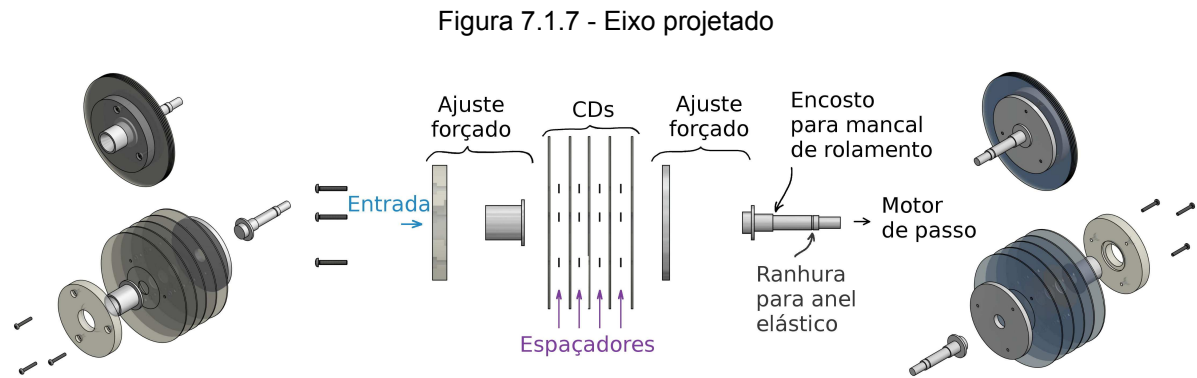 Figura 7.1.7 - Eixo projetado
Ajuste
forçado
CDs
Ajuste
forçado
Encosto
para mancal
de rolamento
Entrada
Motor
de passo
Ranhura
para anel
elástico
Espaçadores